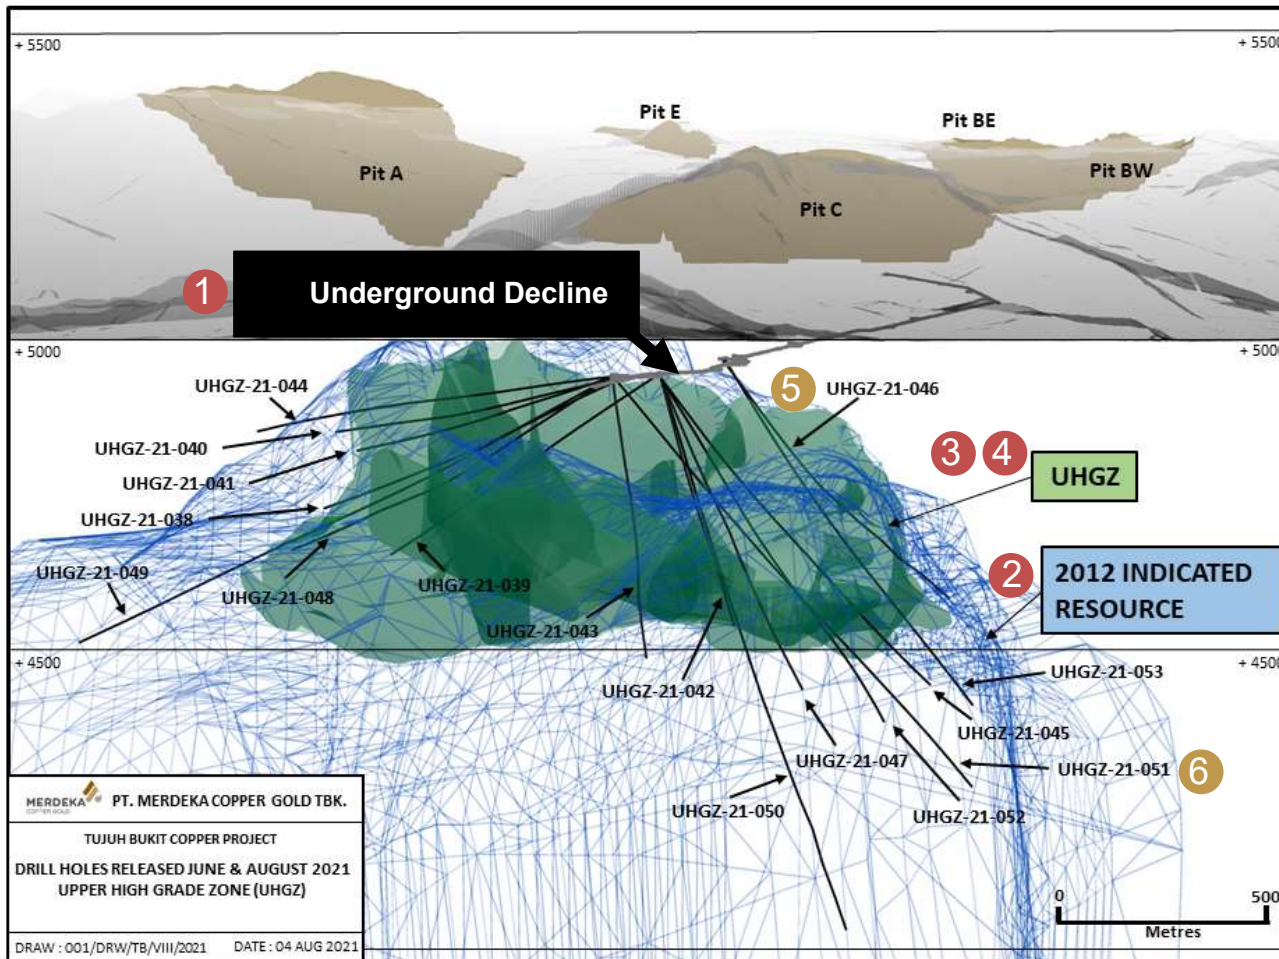 + 5500
+ 5500
Pit E
Pit BE
Pit A
Pit BW
Pit C
1
Underground Decline
+ 5000
+ 5000
UHGZ-21-044
5
UHGZ-21-046
UHGZ-21-040
3 4
UHGZ
UHGZ-21-041
UHGZ-21-038
UHGZ-21-049
UHGZ-21-048
UHGZ-21-039
2
2012 INDICATED
RESOURCE
UHGZ-21-043
+ 4500
+ 4500
UHGZ-21-042
UHGZ-21-053
UHGZ-21-045
UHGZ-21-047
UHGZ-21-051
6
UHGZ-21-050
UHGZ-21-052
MERDEKA
COPPER GOLD
PT. MERDEKA COPPER GOLD TBK.
TUJUH BUKIT COPPER PROJECT
DRILL HOLES RELEASED JUNE & AUGUST 2021
UPPER HIGH GRADE ZONE (UHGZ)
DRAW : 001/DRW/TB/VIII/2021
DATE : 04 AUG 2021
0
500
Metres